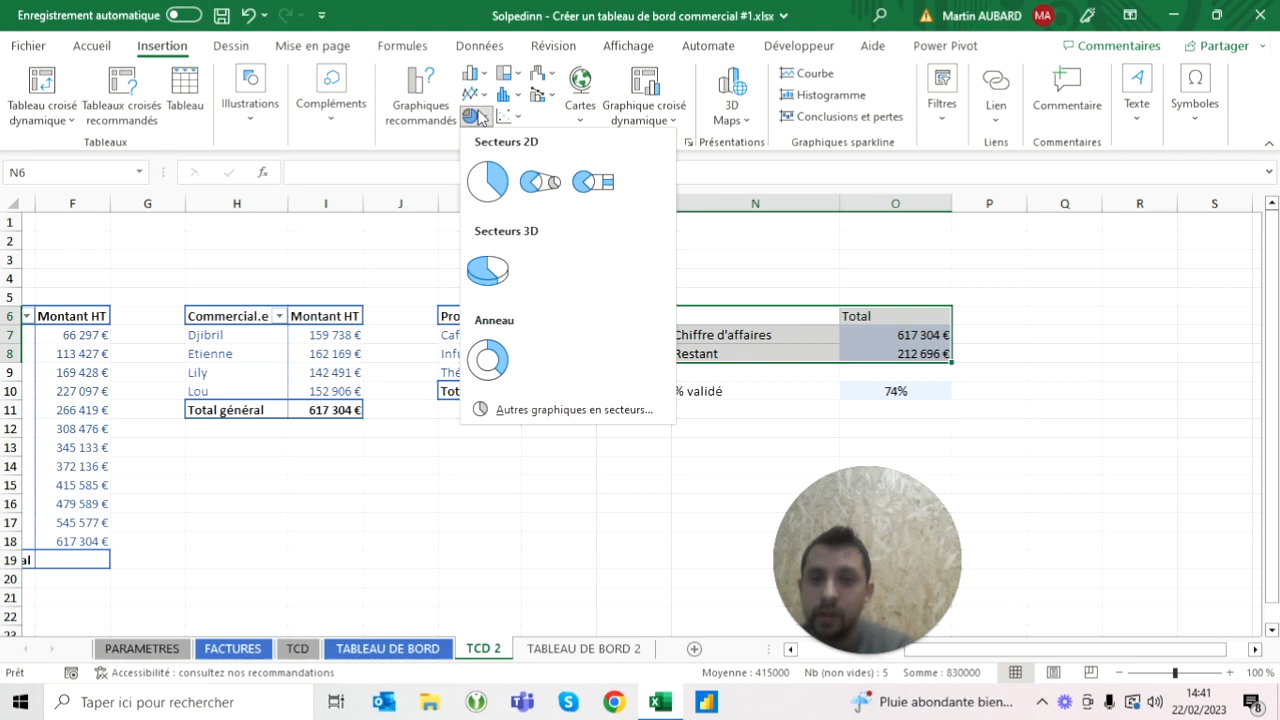 Enregistrement automatique
Solpedinn - Créer un tableau de bord commercial #1.xlsx
Martin AUBARD
MA
Fichier Accueil Insertion Dessin Mise en page Formules Données Révision Affichage Automate Développeur Aide Power Pivot Commentaires Partager
Tableau croisé dynamique
Tableaux croisés recommandés
Tableau
Tableaux
Illustrations
Compléments
Graphiques recommandés
Cartes
Graphique croisé dynamique
3D Maps
Présentations
Courbe
Histogramme
Conclusions et pertes
Graphiques sparkline
Filtres
Lien
Liens
Commentaire
Commentaires
Texte
Symboles
Secteurs 2D
Secteurs 3D
Anneau
Autres graphiques en secteurs...
N6
fx
F G H I J N O P Q R S
1
2
3
4
5
6 Montant HT Commercial.e Montant HT Pro Total
7 66 297 € Djibril 159 738 € Caf Chiffre d'affaires 617 304 €
8 113 427 € Etienne 162 169 € Infu Restant 212 696 €
9 169 428 € Lily 142 491 € Thé
10 227 097 € Lou 152 906 € Tot % validé 74%
11 266 419 € Total général 617 304 €
12 308 476 €
13 345 133 €
14 372 136 €
15 415 585 €
16 479 589 €
17 545 577 €
18 617 304 €
19 al
20
21
22
23
PARAMETRES FACTURES TCD TABLEAU DE BORD TCD 2 TABLEAU DE BORD 2
Prêt Accessibilité : consultez nos recommandations Moyenne : 415000 Nb (non vides) : 5 Somme : 830000 100 %
Taper ici pour rechercher
Pluie abondante bien...
14:41
22/02/2023
8